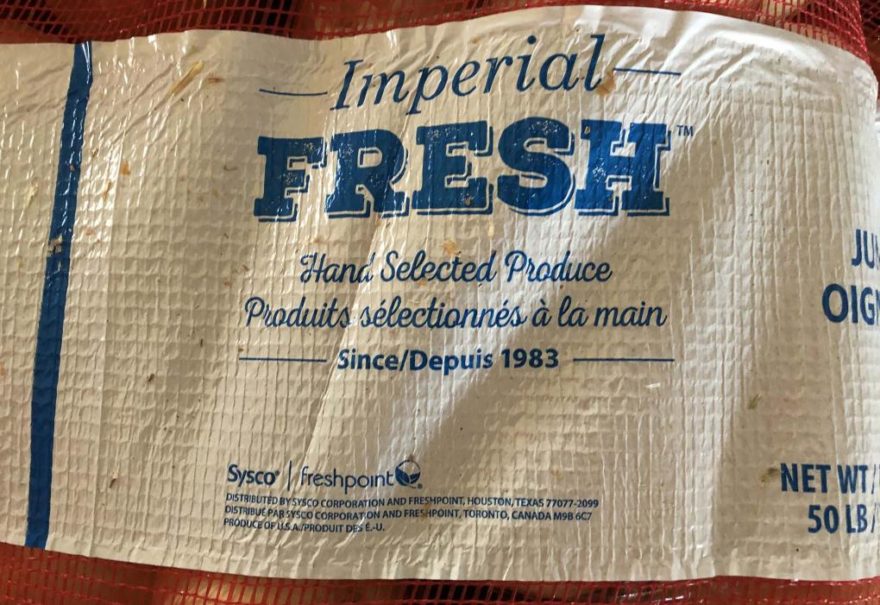 Imperial
FRESH™
Hand Selected Produce
Produits sélectionnés à la main
Since/Depuis 1983
JU
OIG
Sysco® | freshpoint
DISTRIBUTED BY SYSCO CORPORATION AND FRESHPOINT, HOUSTON, TEXAS 77077-2099
DISTRIBUÉ PAR SYSCO CORPORATION AND FRESHPOINT, TORONTO, CANADA M9B 6C7
PRODUCE OF U.S.A./PRODUIT DES É.-U.
NET WT/
50 LB/